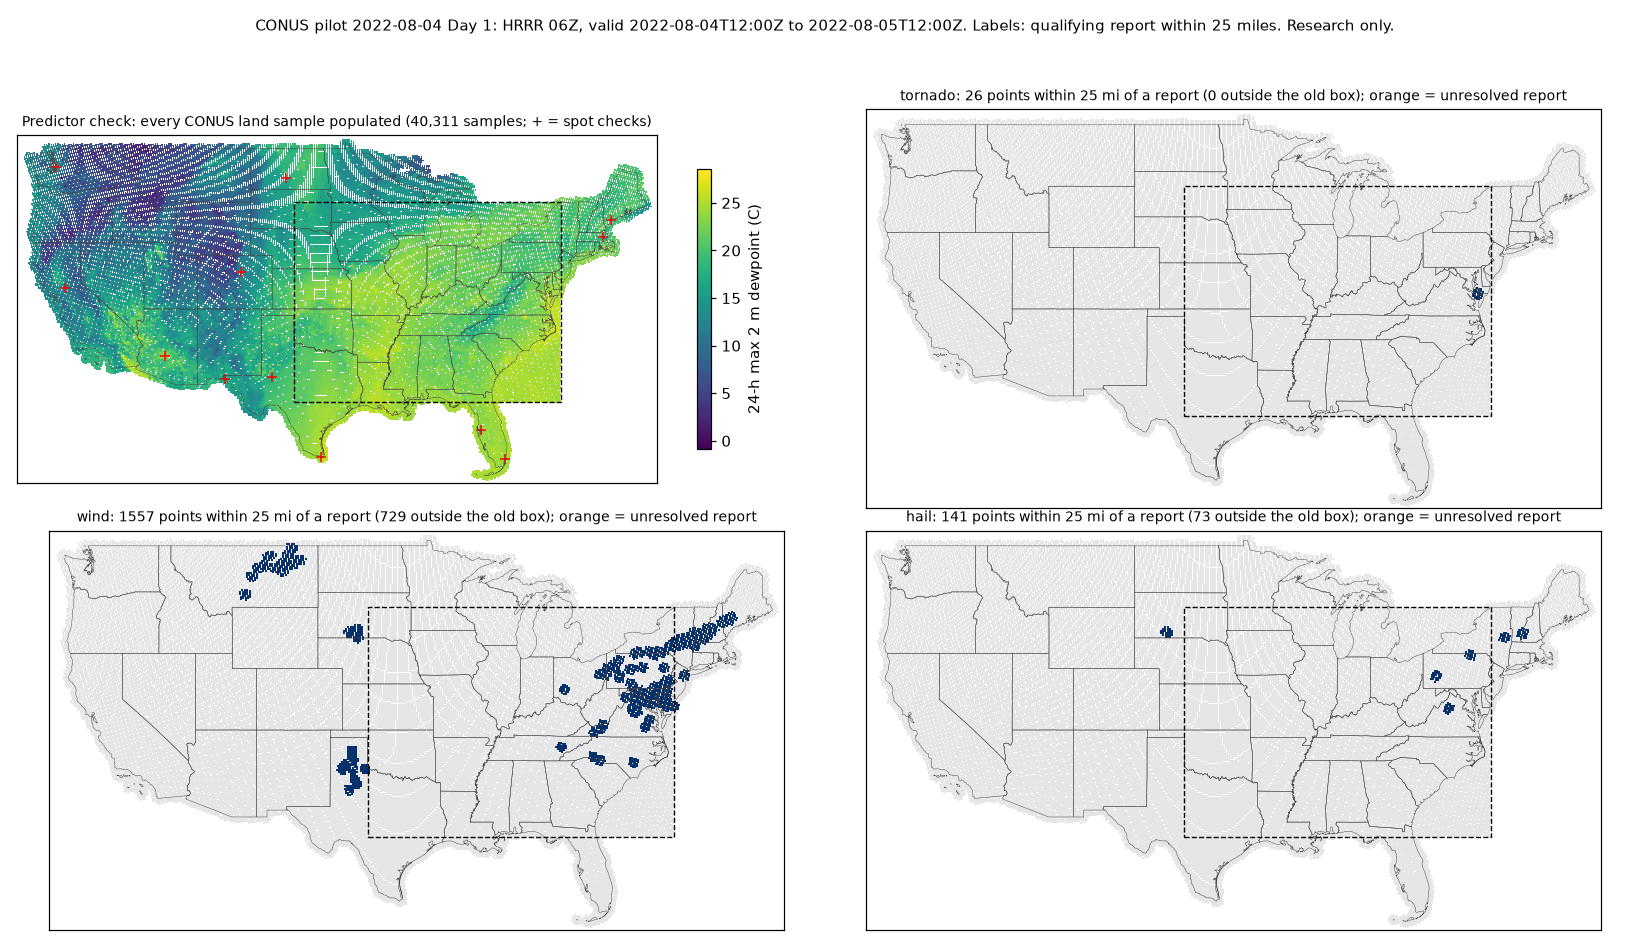 CONUS pilot 2022-08-04 Day 1: HRRR 06Z, valid 2022-08-04T12:00Z to 2022-08-05T12:00Z. Labels: qualifying report within 25 miles. Research only.
Predictor check: every CONUS land sample populated (40,311 samples; + = spot checks)
25
20
15
10
5
0
24-h max 2 m dewpoint (C)
tornado: 26 points within 25 mi of a report (0 outside the old box); orange = unresolved report
wind: 1557 points within 25 mi of a report (729 outside the old box); orange = unresolved report
hail: 141 points within 25 mi of a report (73 outside the old box); orange = unresolved report